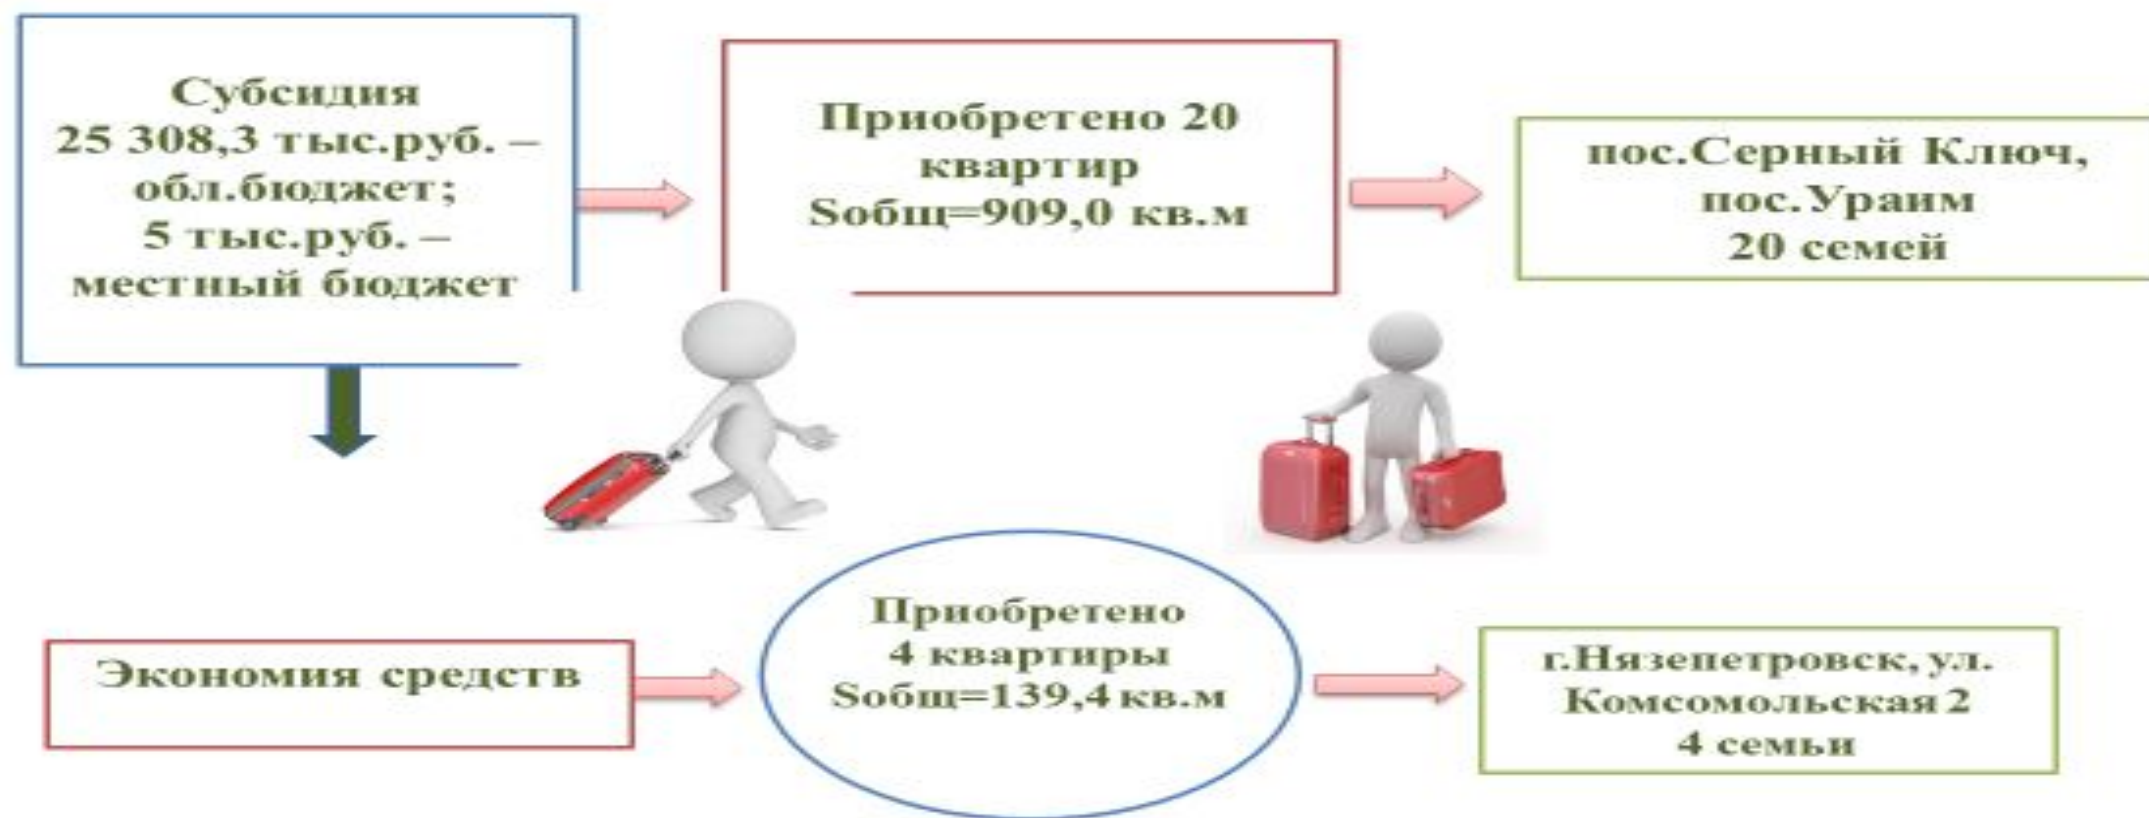 Субсидия
25 308,3 тыс.руб. –
обл.бюджет;
5 тыс.руб. –
местный бюджет
Приобретено 20
квартир
Sобщ=909,0 кв.м
пос.Серный Ключ,
пос.Ураим
20 семей
Экономия средств
Приобретено
4 квартиры
Sобщ=139,4 кв.м
г.Нязепетровск, ул.
Комсомольская 2
4 семьи